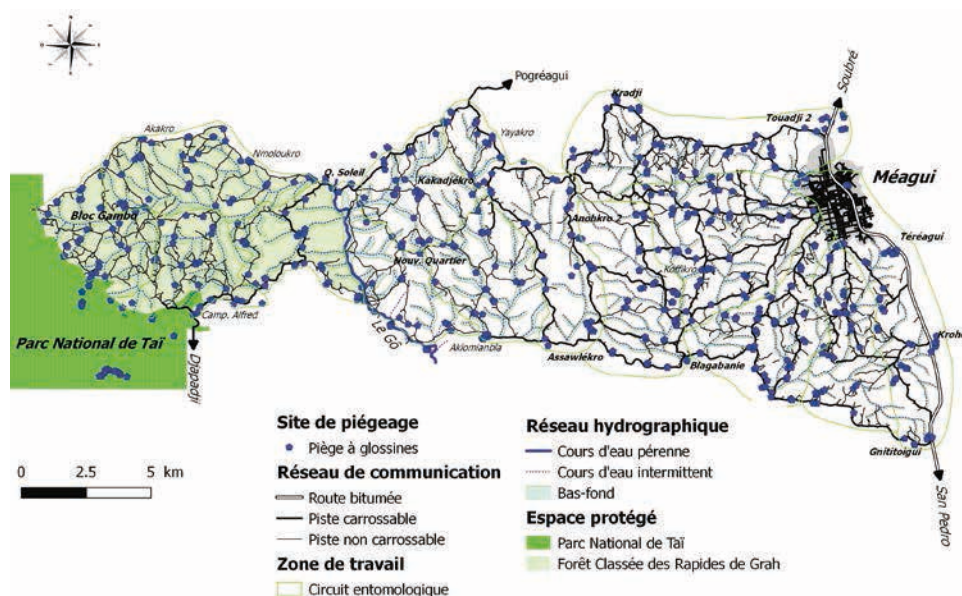 N
O
E
S
Pogréagui
Soubré
Kradji
Touadji 2
Akakro
Yayakro
Nmoloukro
Q. Soleil
Kakadjékro
Méagui
Bloc Gambo
Anohkro 2
Téréagui
Nouv. Quartier
Koffikro
Camp. Alfred
Le Gô
Parc National de Taï
Djapadji
Aklomianbla
Krohon
Assawlékro
Blagabanie
Gnititoigui
San Pedro
Site de piégeage
Piège à glossines
Réseau de communication
Route bitumée
Piste carrossable
Piste non carrossable
Zone de travail
Circuit entomologique
Réseau hydrographique
Cours d'eau pérenne
Cours d'eau intermittent
Bas-fond
Espace protégé
Parc National de Taï
Forêt Classée des Rapides de Grah
0 2.5 5 km